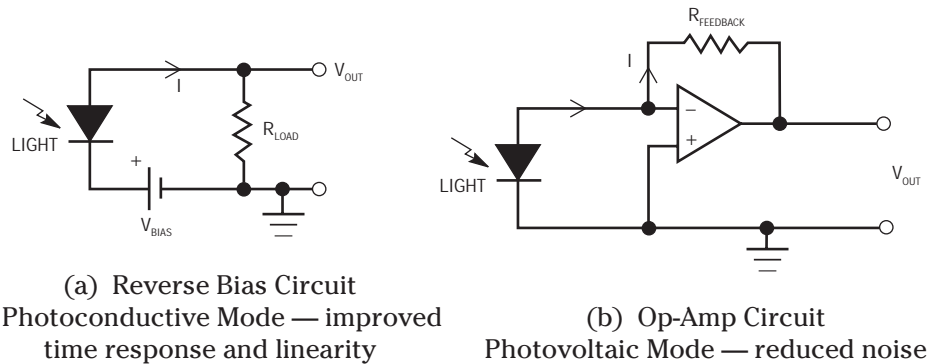 I
V_OUT
R_LOAD
LIGHT
+
V_BIAS
(a) Reverse Bias Circuit
Photoconductive Mode — improved
time response and linearity
R_FEEDBACK
I
−
+
LIGHT
V_OUT
(b) Op-Amp Circuit
Photovoltaic Mode — reduced noise